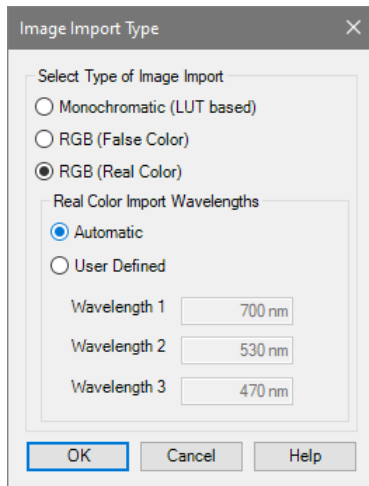 Image Import Type
Select Type of Image Import
Monochromatic (LUT based)
RGB (False Color)
RGB (Real Color)
Real Color Import Wavelengths
Automatic
User Defined
Wavelength 1 700 nm
Wavelength 2 530 nm
Wavelength 3 470 nm
OK Cancel Help